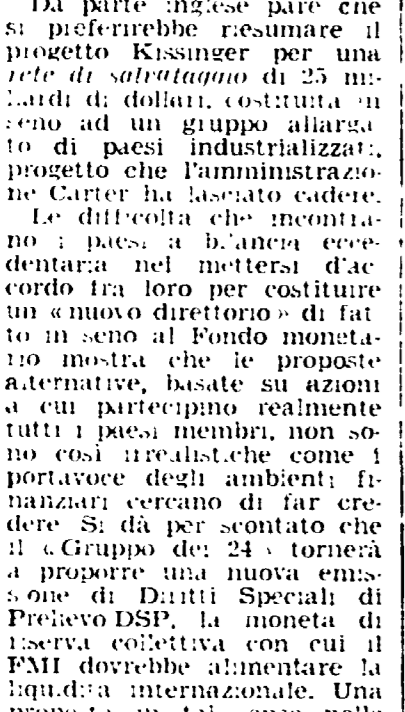 Da parte inglese pare che
si preferirebbe riesumare il
progetto Kissinger per una
rete di salvataggio di 25 mi-
liardi di dollari, costituita in
seno ad un gruppo allarga
to di paesi industrializzati,
progetto che l'amministrazio-
ne Carter ha lasciato cadere.
Le difficoltà che incontra-
no i paesi a bilancia ecce-
dentaria nel mettersi d'ac
cordo fra loro per costituire
un «nuovo direttorio» di fat
to in seno al Fondo moneta-
rio mostra che le proposte
alternative, basate su azioni
a cui partecipino realmente
tutti i paesi membri, non so-
no così irrealistiche come i
portavoce degli ambienti fi-
nanziari cercano di far cre-
dere Si dà per scontato che
il «Gruppo dei 24» tornerà
a proporre una nuova emis-
sione di Diritti Speciali di
Prelievo DSP, la moneta di
riserva collettiva con cui il
FMI dovrebbe alimentare la
liquidità internazionale. Una